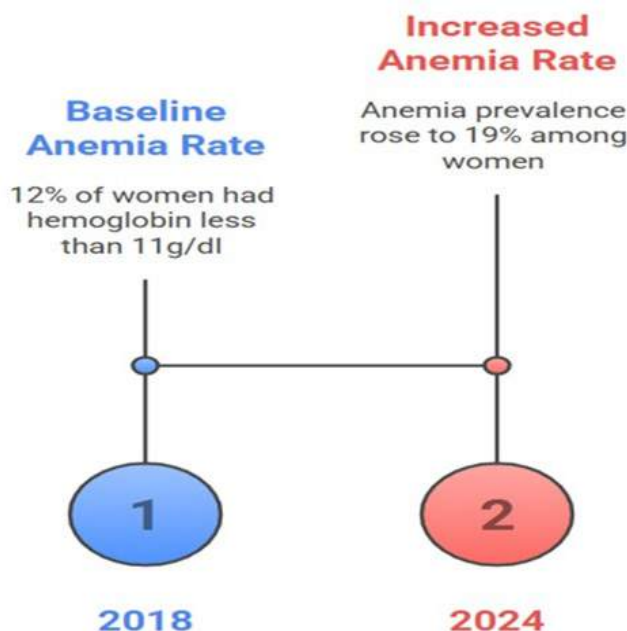 Baseline
Anemia Rate
12% of women had
hemoglobin less
than 11g/dl
Increased
Anemia Rate
Anemia prevalence
rose to 19% among
women
1
2
2018
2024